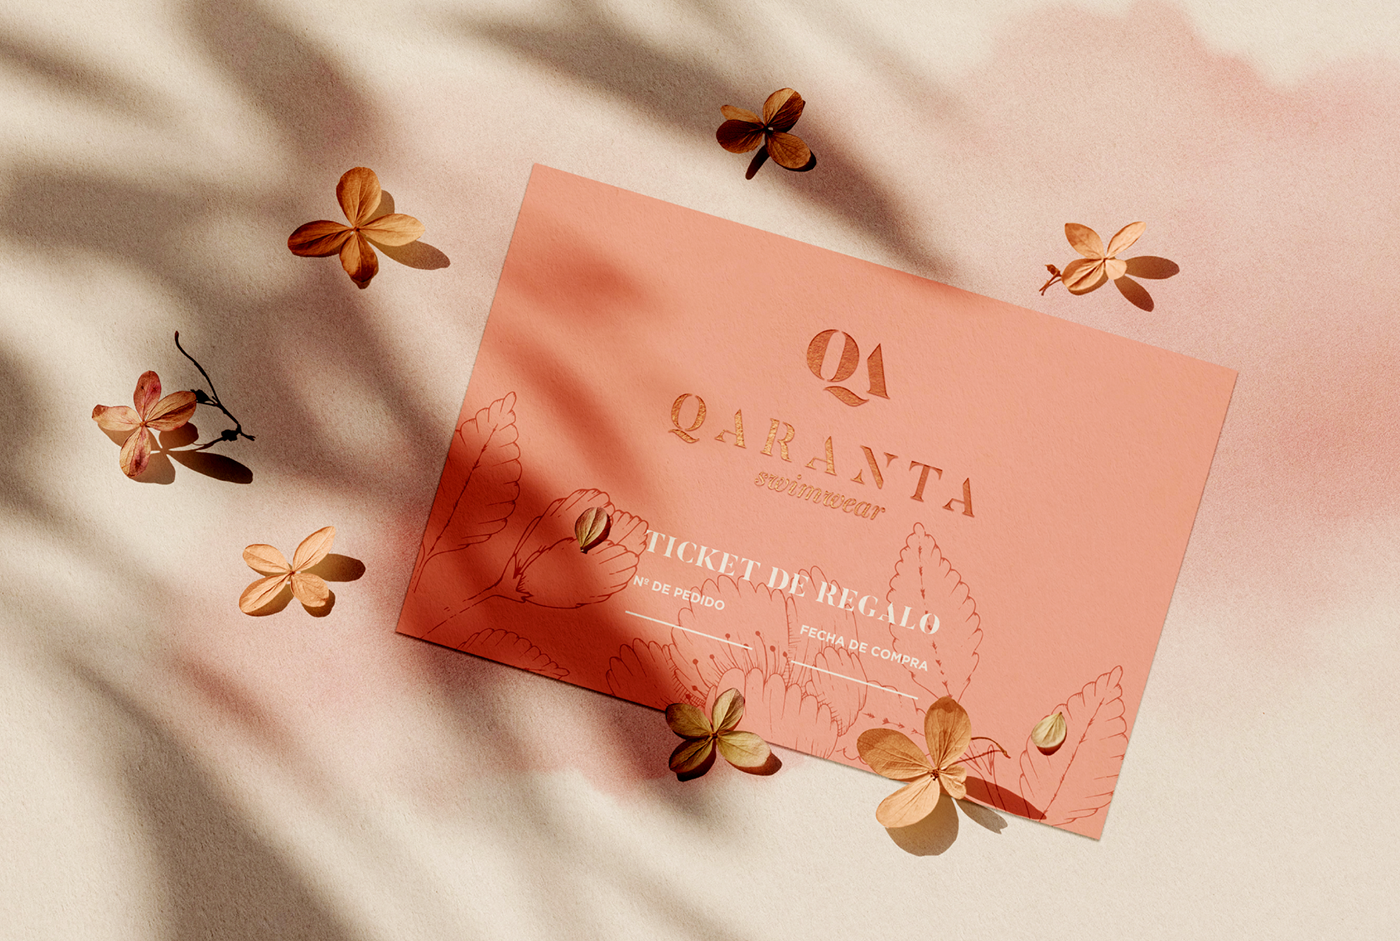 QA
QARANTA
swimwear
TICKET DE REGALO
Nº DE PEDIDO
FECHA DE COMPRA